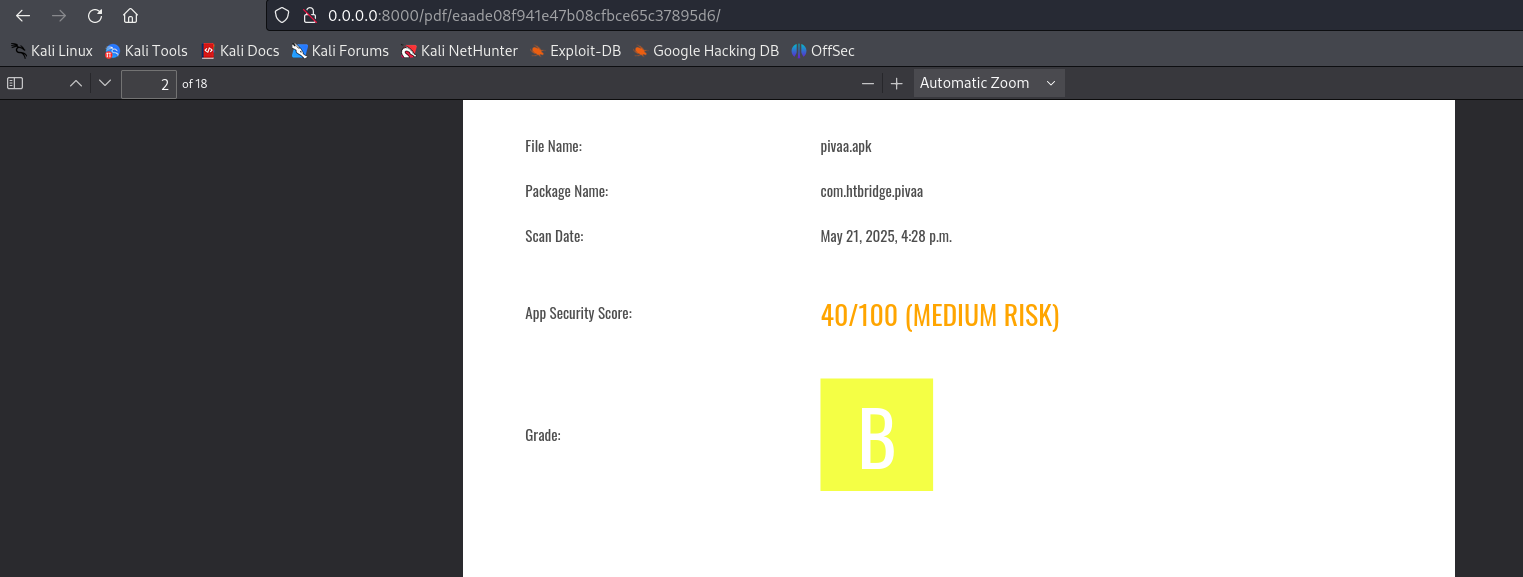 0.0.0.0:8000/pdf/eaade08f941e47b08cfbce65c37895d6/
Kali Linux Kali Tools Kali Docs Kali Forums Kali NetHunter Exploit-DB Google Hacking DB OffSec
2 of 18 Automatic Zoom
File Name: pivaa.apk
Package Name: com.htbridge.pivaa
Scan Date: May 21, 2025, 4:28 p.m.
App Security Score: 40/100 (MEDIUM RISK)
Grade: B